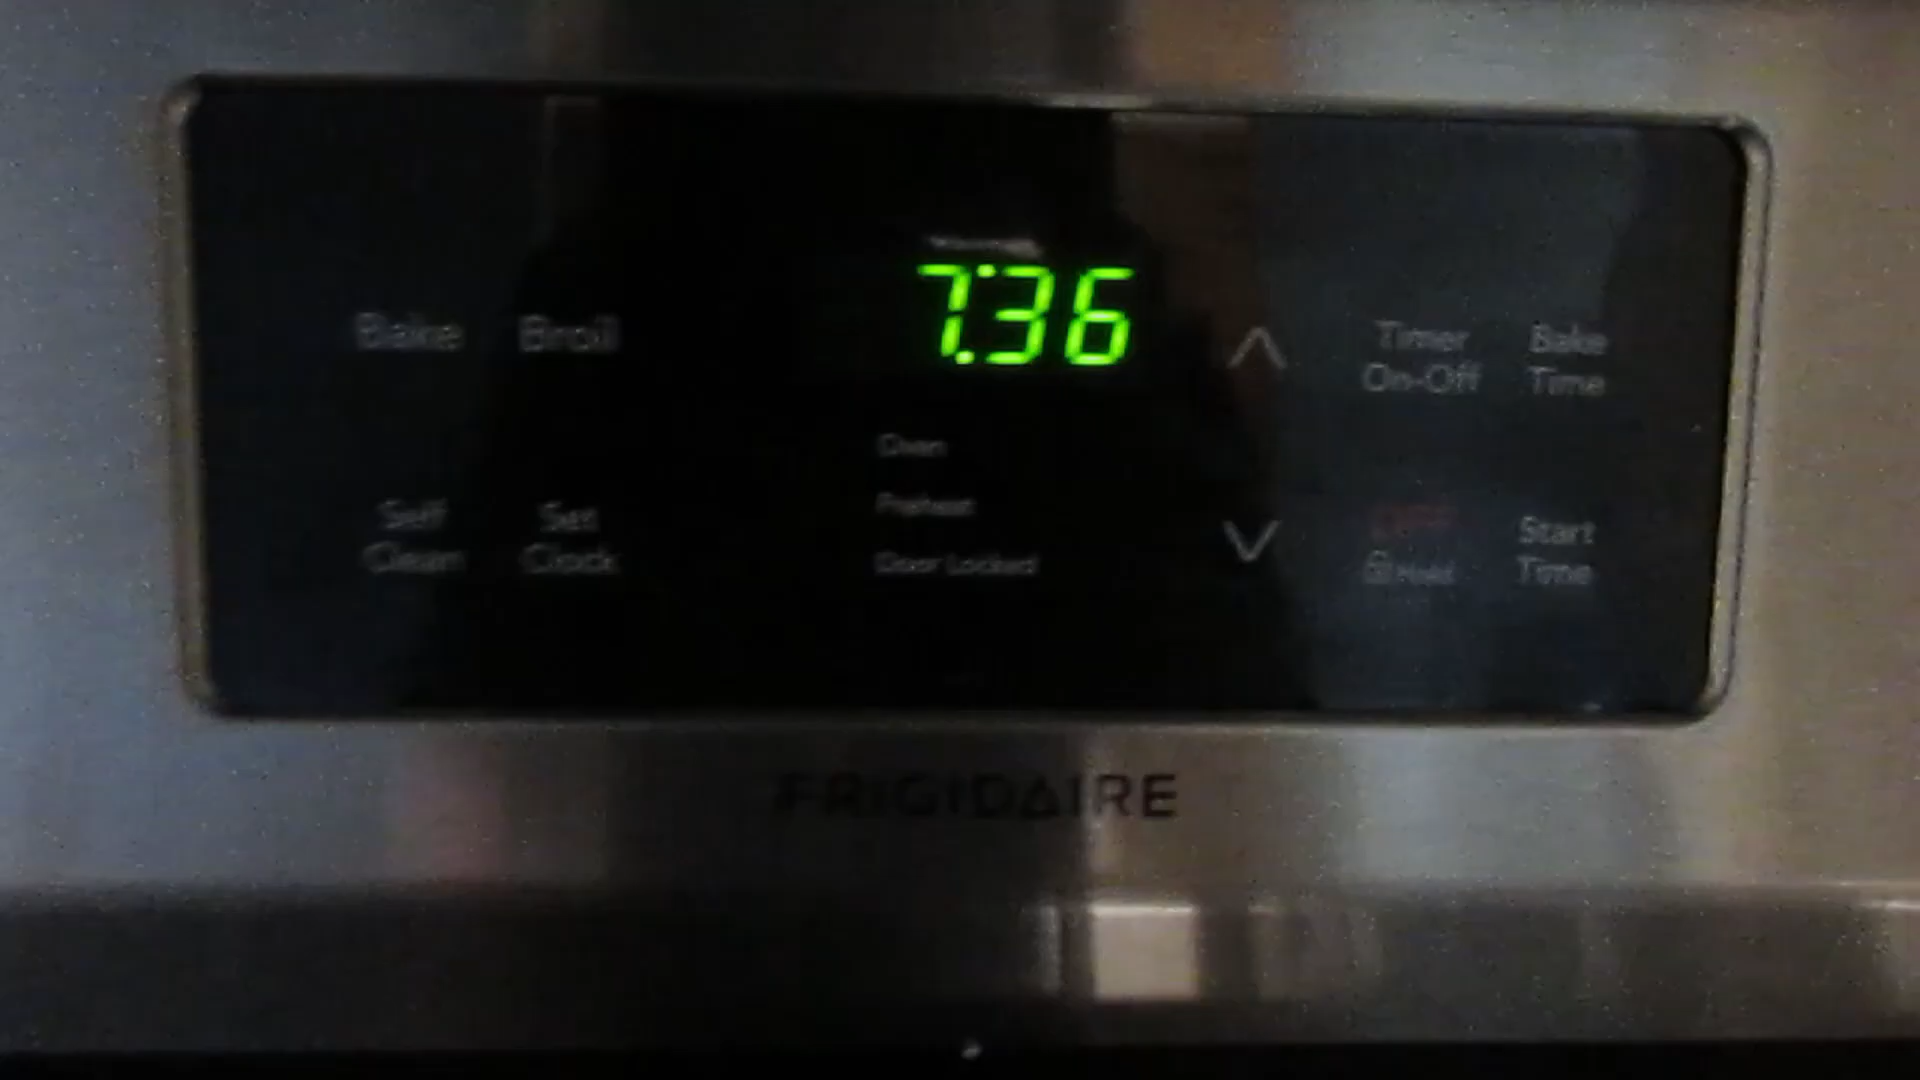 7:36
Bake Broil
Timer On-Off
Bake Time
Oven
Preheat
Door Locked
Self Clean
Set Clock
OFF
Start Time
FRIGIDAIRE